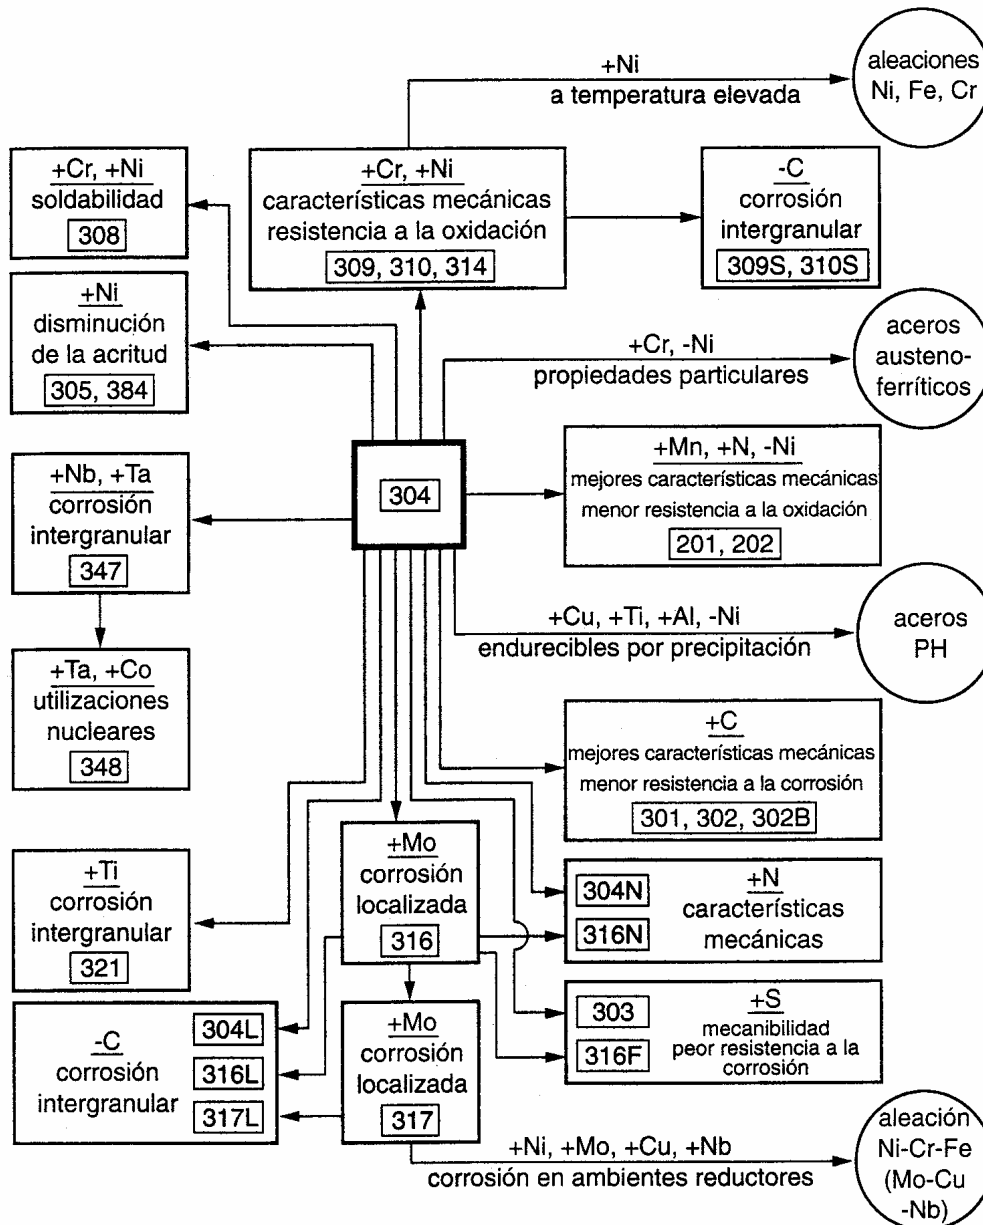 +Ni
a temperatura elevada
aleaciones
Ni, Fe, Cr
+Cr, +Ni
soldabilidad
308
+Cr, +Ni
características mecánicas
resistencia a la oxidación
309, 310, 314
-C
corrosión
intergranular
309S, 310S
+Ni
disminución
de la acritud
305, 384
+Cr, -Ni
propiedades particulares
aceros
austeno-
ferríticos
304
+Mn, +N, -Ni
mejores características mecánicas
menor resistencia a la oxidación
201, 202
+Nb, +Ta
corrosión
intergranular
347
+Cu, +Ti, +Al, -Ni
endurecibles por precipitación
aceros
PH
+Ta, +Co
utilizaciones
nucleares
348
+C
mejores características mecánicas
menor resistencia a la corrosión
301, 302, 302B
+Mo
corrosión
localizada
316
+Ti
corrosión
intergranular
321
304N
316N
+N
características
mecánicas
-C
corrosión
intergranular
304L
316L
317L
+Mo
corrosión
localizada
317
303
316F
+S
mecanibilidad
peor resistencia a la
corrosión
+Ni, +Mo, +Cu, +Nb
corrosión en ambientes reductores
aleación
Ni-Cr-Fe
(Mo-Cu
-Nb)